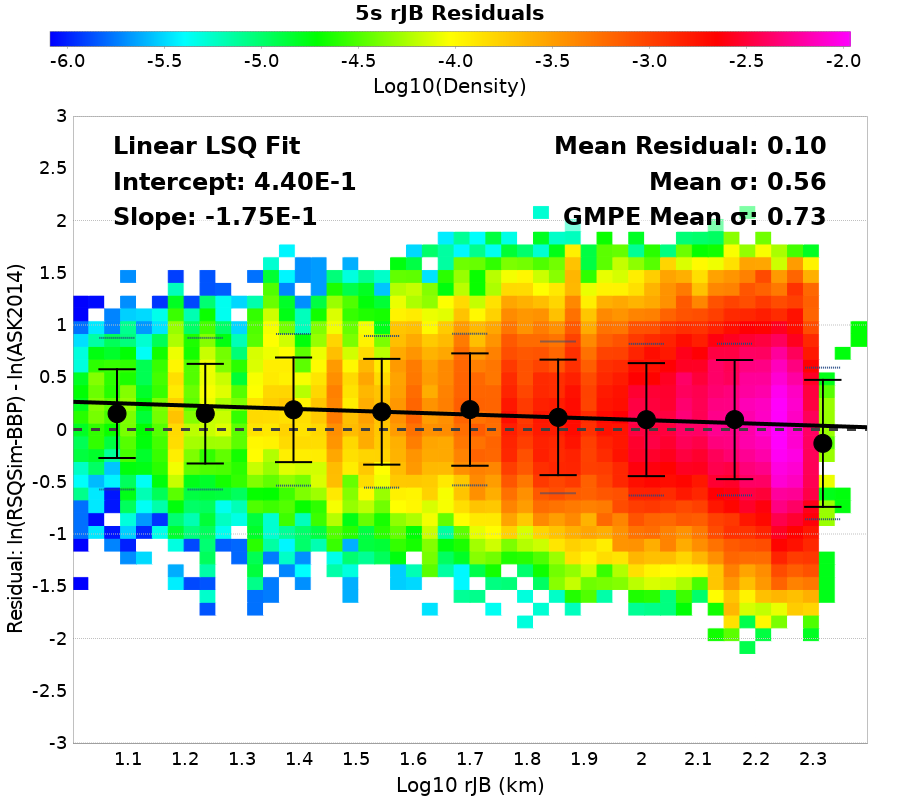 5s rJB Residuals
-6.0 -5.5 -5.0 -4.5 -4.0 -3.5 -3.0 -2.5 -2.0
Log10(Density)
Linear LSQ Fit
Intercept: 4.40E-1
Slope: -1.75E-1
Mean Residual: 0.10
Mean σ: 0.56
GMPE Mean σ: 0.73
Residual: ln(RSQSim-BBP) - ln(ASK2014)
3
2.5
2
1.5
1
0.5
0
-0.5
-1
-1.5
-2
-2.5
-3
1.1 1.2 1.3 1.4 1.5 1.6 1.7 1.8 1.9 2 2.1 2.2 2.3
Log10 rJB (km)